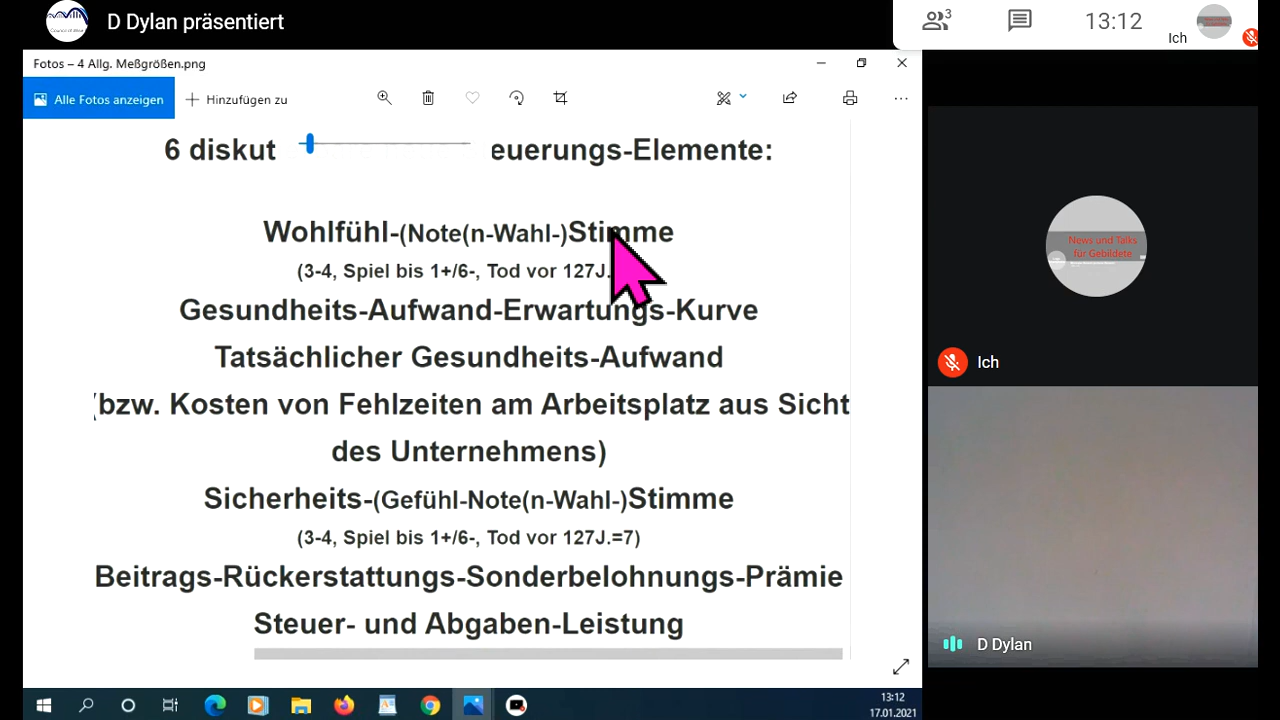 D Dylan präsentiert
3
13:12
Ich
Fotos – 4 Allg. Meßgrößen.png
Alle Fotos anzeigen
Hinzufügen zu
6 diskut euerungs-Elemente:
Wohlfühl-(Note(n-Wahl-)Stimme
(3-4, Spiel bis 1+/6-, Tod vor 127J.
Gesundheits-Aufwand-Erwartungs-Kurve
Tatsächlicher Gesundheits-Aufwand
(bzw. Kosten von Fehlzeiten am Arbeitsplatz aus Sicht
des Unternehmens)
Sicherheits-(Gefühl-Note(n-Wahl-)Stimme
(3-4, Spiel bis 1+/6-, Tod vor 127J.=7)
Beitrags-Rückerstattungs-Sonderbelohnungs-Prämie
Steuer- und Abgaben-Leistung
News und Talks
für Gebildete
Ich
D Dylan
13:12
17.01.2021